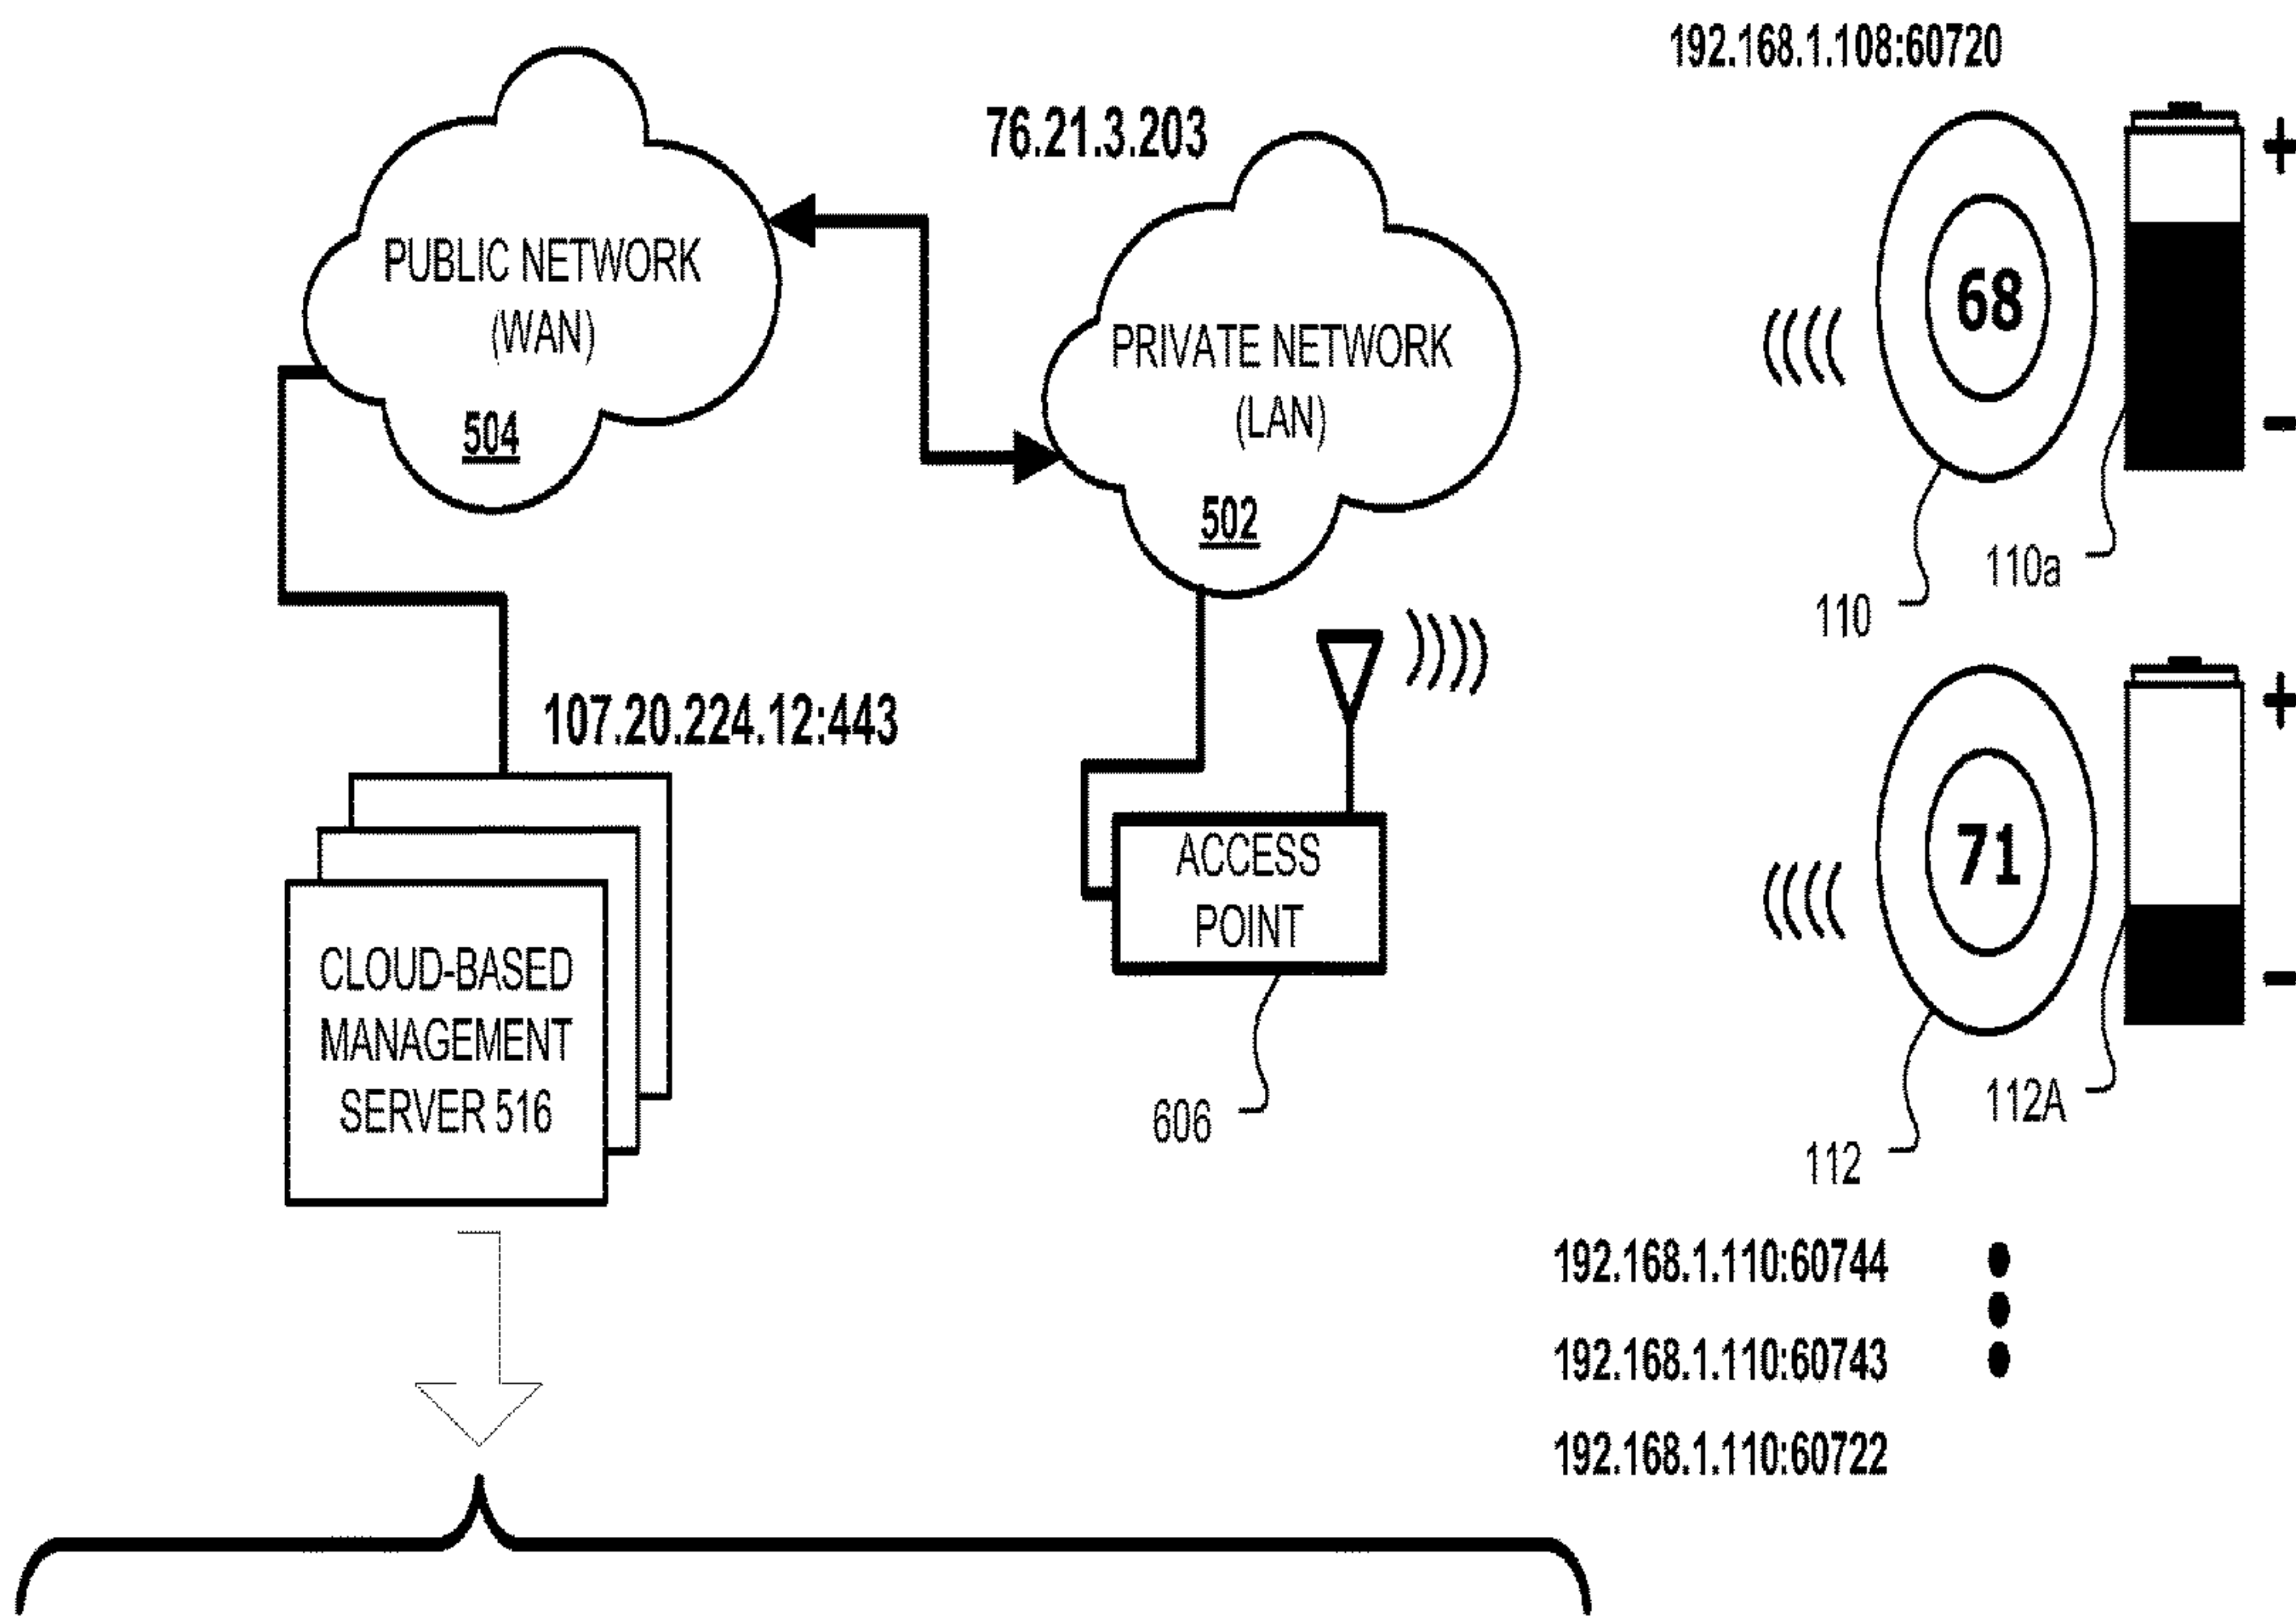 192.168.1.108:60720
76.21.3.203
PUBLIC NETWORK
(WAN)
504
PRIVATE NETWORK
(LAN)
502
68
+
-
110a
110
107.20.224.12:443
CLOUD-BASED
MANAGEMENT
SERVER 516
ACCESS
POINT
606
71
+
-
112A
112
192.168.1.110:60744
192.168.1.110:60743
192.168.1.110:60722